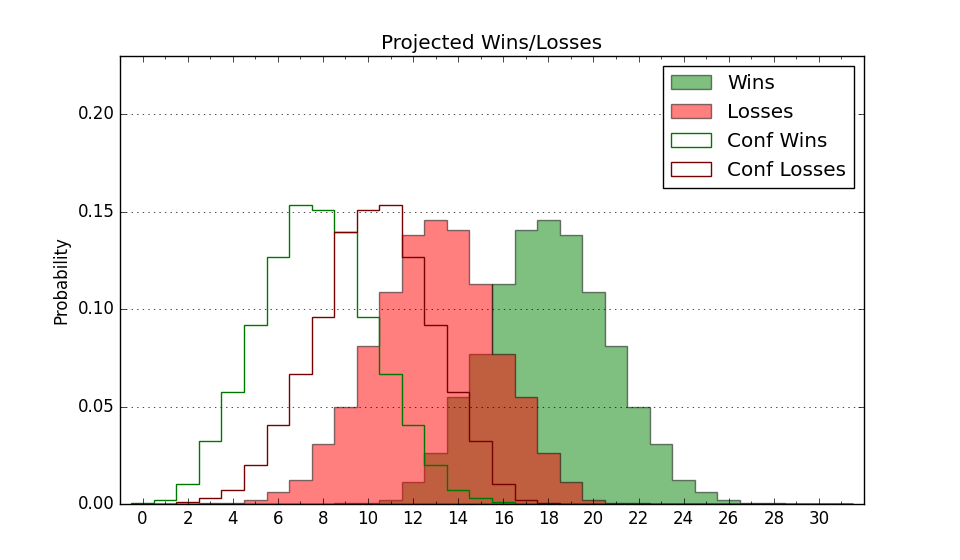 Projected Wins/Losses
Wins
Losses
Conf Wins
Conf Losses
Probability
0.20
0.15
0.10
0.05
0.00
0 2 4 6 8 10 12 14 16 18 20 22 24 26 28 30